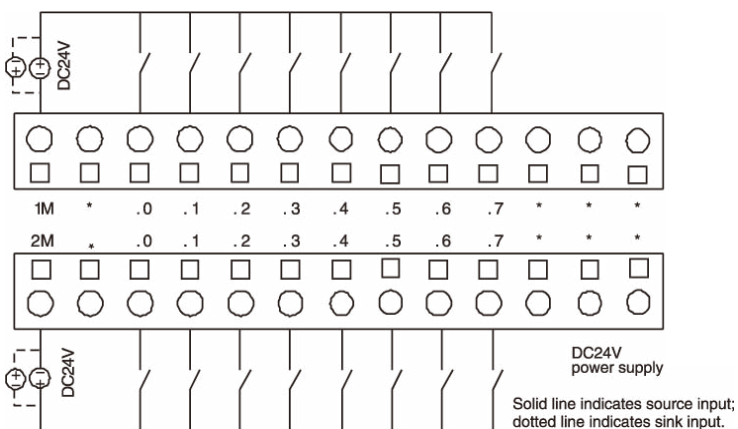 DC24V
1M * .0 .1 .2 .3 .4 .5 .6 .7 * * *
2M * .0 .1 .2 .3 .4 .5 .6 .7 * * *
DC24V
DC24V
power supply
Solid line indicates source input;
dotted line indicates sink input.